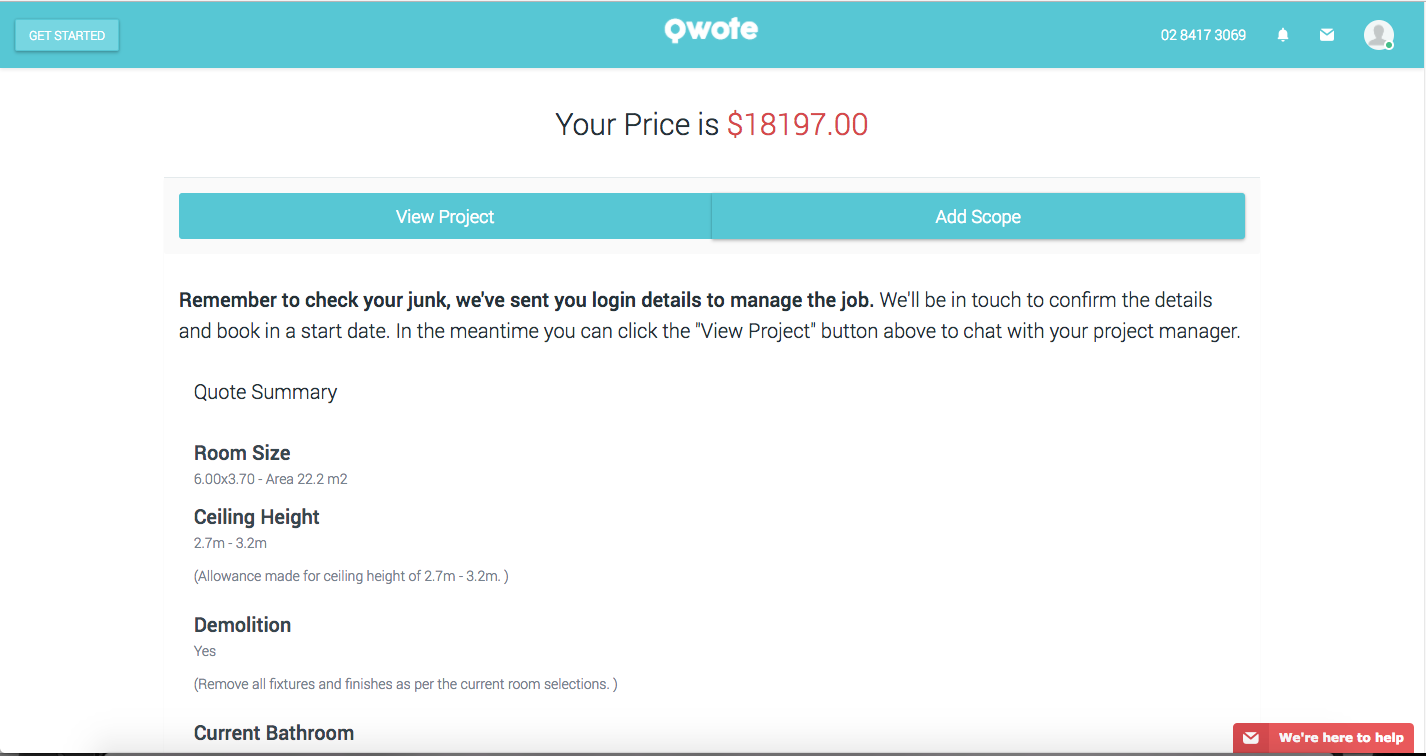 GET STARTED
Qwote
02 8417 3069
Your Price is $18197.00
View Project
Add Scope
Remember to check your junk, we've sent you login details to manage the job. We'll be in touch to confirm the details
and book in a start date. In the meantime you can click the "View Project" button above to chat with your project manager.
Quote Summary
Room Size
6.00x3.70 - Area 22.2 m2
Ceiling Height
2.7m - 3.2m
(Allowance made for ceiling height of 2.7m - 3.2m. )
Demolition
Yes
(Remove all fixtures and finishes as per the current room selections. )
Current Bathroom
We're here to help